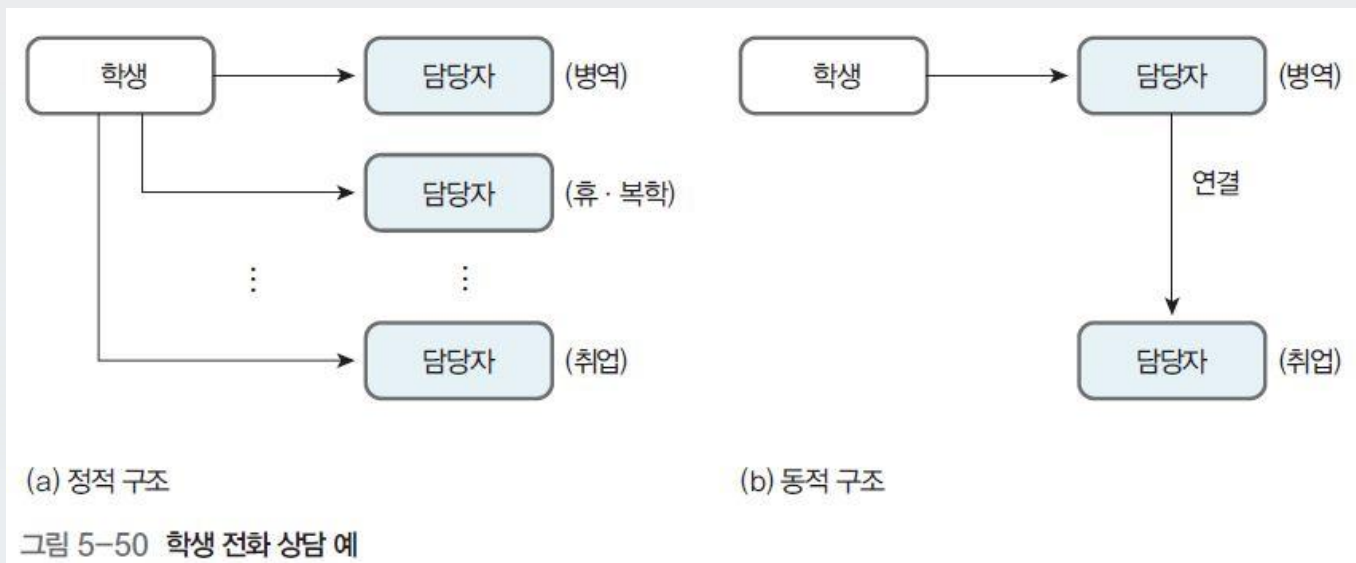 학생 담당자 (병역) 학생 담당자 (병역)
담당자 (휴 · 복학) 연결
⋮ ⋮
담당자 (취업) 담당자 (취업)
(a) 정적 구조 (b) 동적 구조
그림 5-50 학생 전화 상담 예